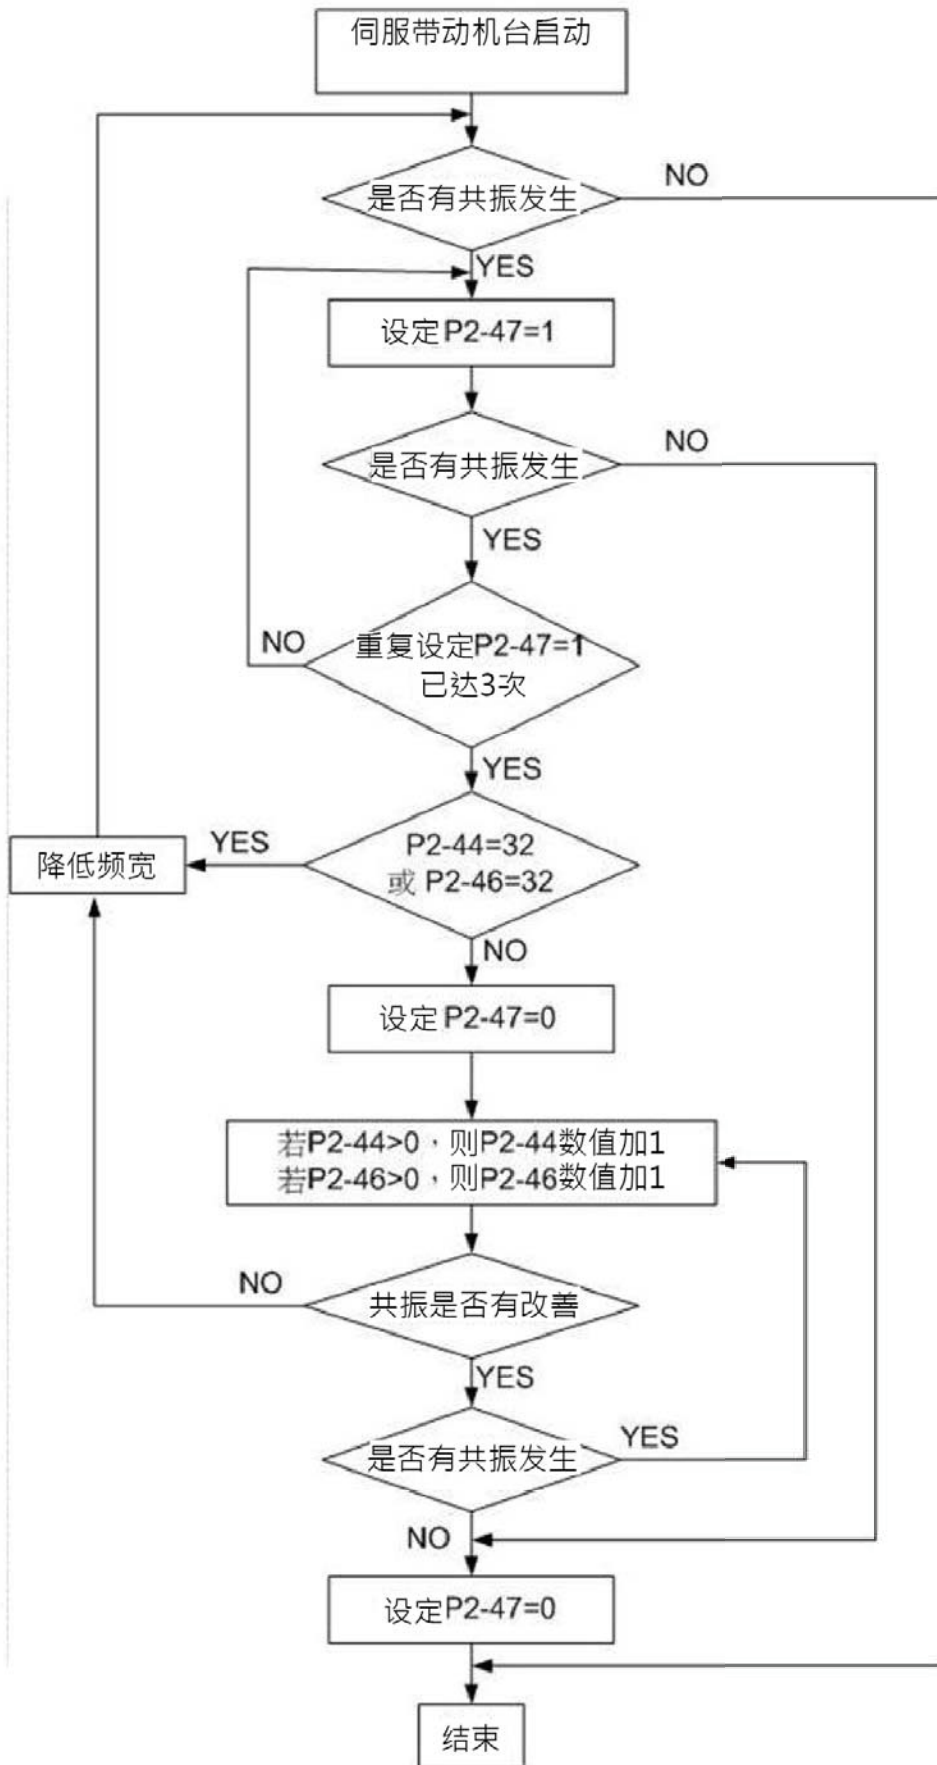 伺服带动机台启动
是否有共振发生
NO
YES
设定P2-47=1
是否有共振发生
NO
YES
重复设定P2-47=1
已达3次
NO
YES
P2-44=32
或 P2-46=32
YES
降低频宽
NO
设定P2-47=0
若P2-44>0，则P2-44数值加1
若P2-46>0，则P2-46数值加1
共振是否有改善
NO
YES
是否有共振发生
YES
NO
设定P2-47=0
结束